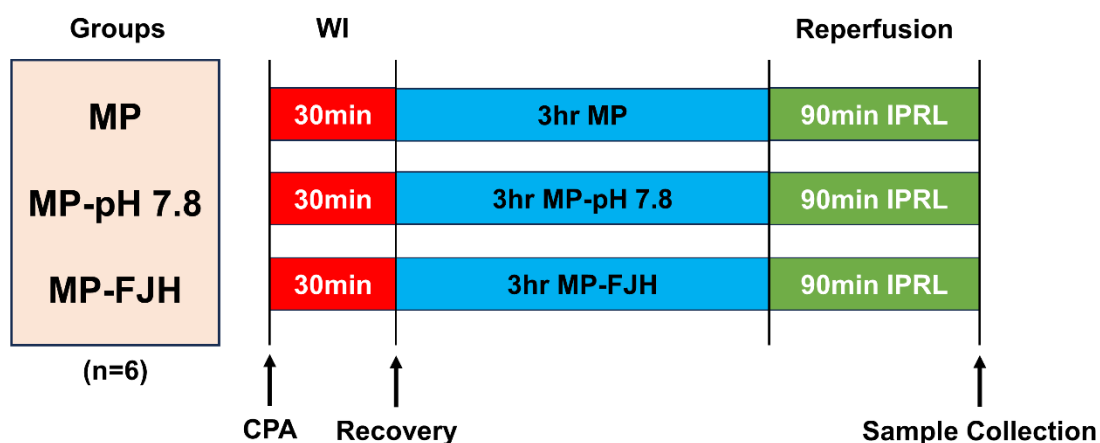 Groups
WI
Reperfusion
MP
30min
3hr MP
90min IPRL
MP-pH 7.8
30min
3hr MP-pH 7.8
90min IPRL
MP-FJH
30min
3hr MP-FJH
90min IPRL
(n=6)
CPA
Recovery
Sample Collection